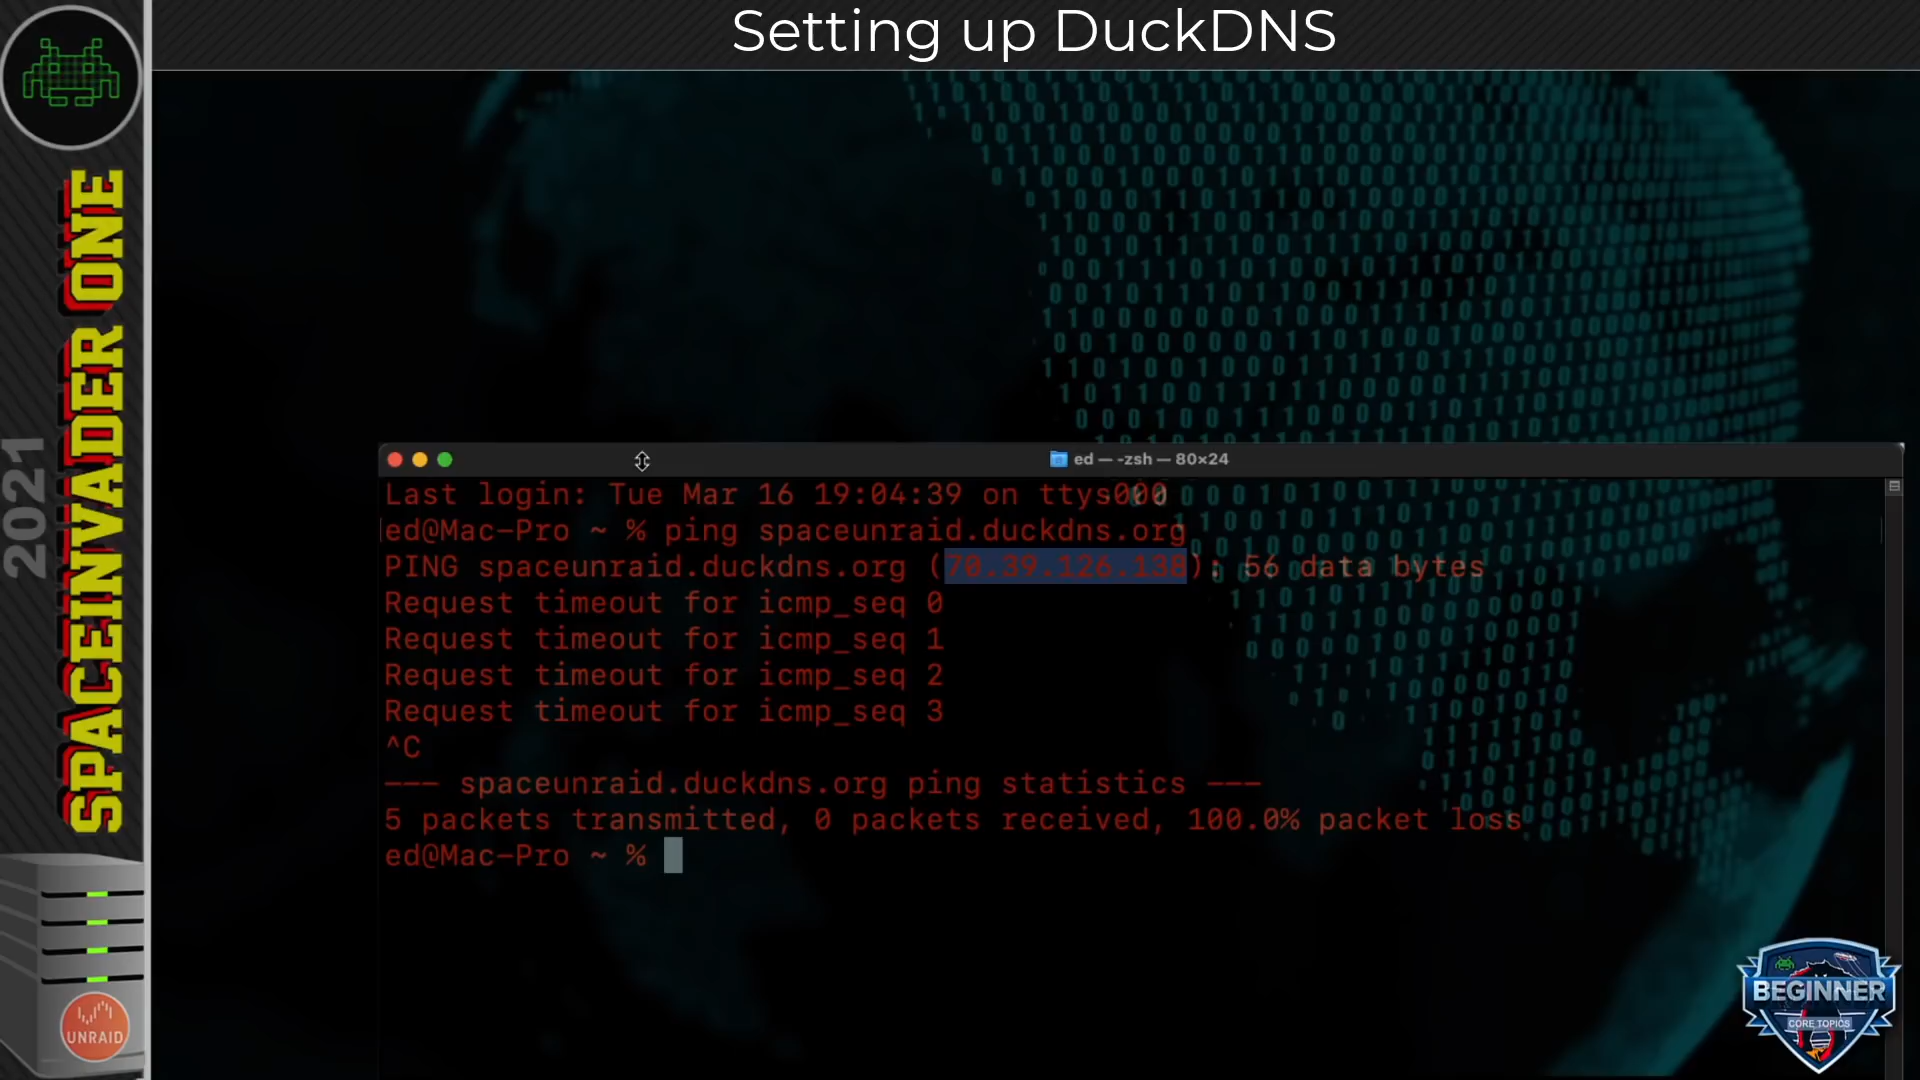 Setting up DuckDNS
2021
SPACEINVADER ONE
UNRAID
ed — -zsh — 80×24
Last login: Tue Mar 16 19:04:39 on ttys000
ed@Mac-Pro ~ % ping spaceunraid.duckdns.org
PING spaceunraid.duckdns.org (70.39.126.138): 56 data bytes
Request timeout for icmp_seq 0
Request timeout for icmp_seq 1
Request timeout for icmp_seq 2
Request timeout for icmp_seq 3
^C
--- spaceunraid.duckdns.org ping statistics ---
5 packets transmitted, 0 packets received, 100.0% packet loss
ed@Mac-Pro ~ %
BEGINNER
CORE TOPICS